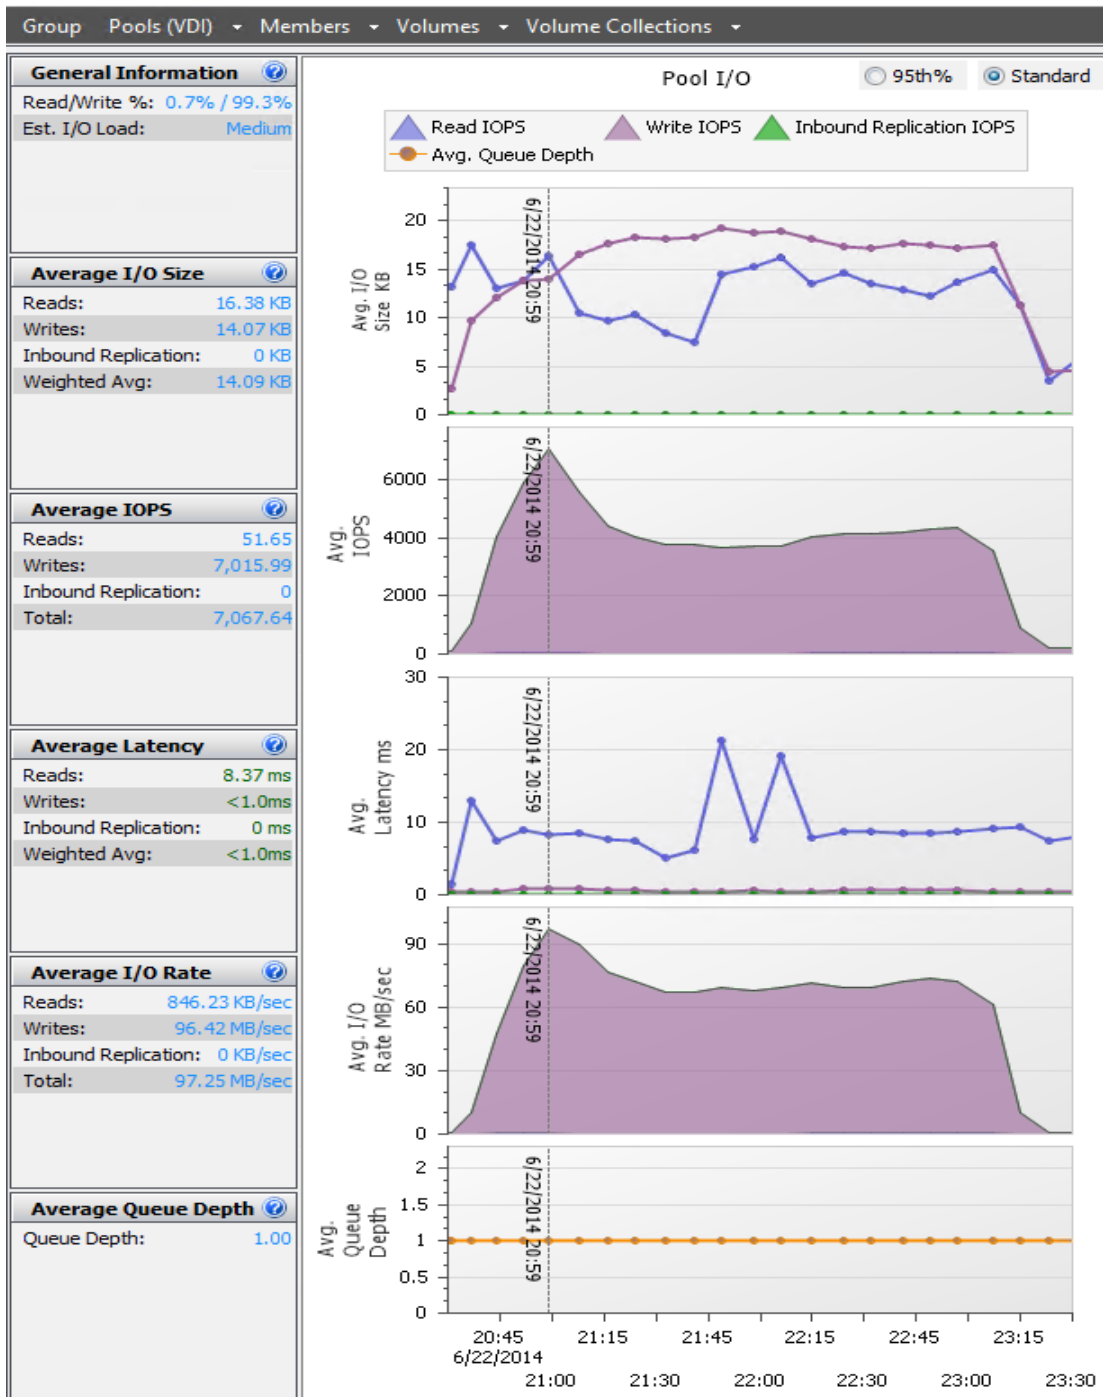 Group Pools (VDI) Members Volumes Volume Collections
General Information
Read/Write %: 0.7% / 99.3%
Est. I/O Load: Medium
Average I/O Size
Reads: 16.38 KB
Writes: 14.07 KB
Inbound Replication: 0 KB
Weighted Avg: 14.09 KB
Average IOPS
Reads: 51.65
Writes: 7,015.99
Inbound Replication: 0
Total: 7,067.64
Average Latency
Reads: 8.37 ms
Writes: <1.0ms
Inbound Replication: 0 ms
Weighted Avg: <1.0ms
Average I/O Rate
Reads: 846.23 KB/sec
Writes: 96.42 MB/sec
Inbound Replication: 0 KB/sec
Total: 97.25 MB/sec
Average Queue Depth
Queue Depth: 1.00
Pool I/O 95th% Standard
Read IOPS Write IOPS Inbound Replication IOPS
Avg. Queue Depth
Avg. I/O
Size KB
20
15
10
5
0
6/22/2014 20:59
Avg.
IOPS
6000
4000
2000
0
6/22/2014 20:59
Avg.
Latency ms
30
20
10
0
6/22/2014 20:59
Avg. I/O
Rate MB/sec
90
60
30
0
6/22/2014 20:59
Avg.
Queue
Depth
2
1.5
1
0.5
0
6/22/2014 20:59
20:45 21:15 21:45 22:15 22:45 23:15
6/22/2014
21:00 21:30 22:00 22:30 23:00 23:30